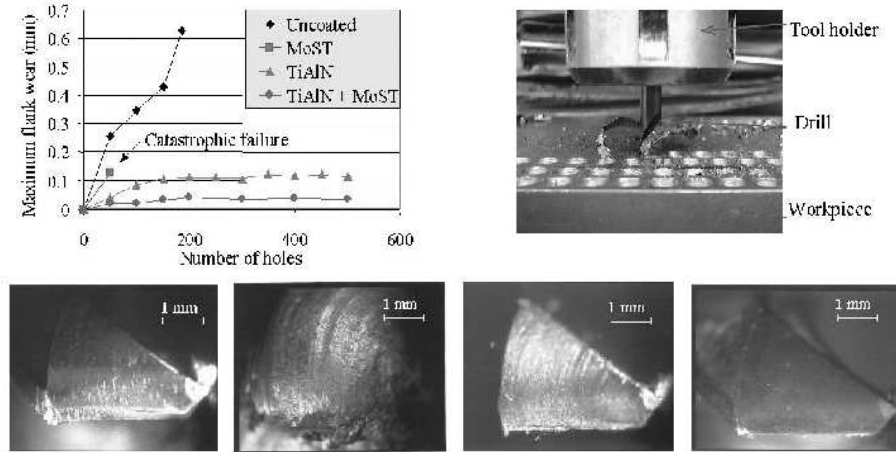 Maximum flank wear (mm)
0.7
0.6
0.5
0.4
0.3
0.2
0.1
0
0 200 400 600
Number of holes
Uncoated
MoST
TiAlN
TiAlN + MoST
Catastrophic failure
Tool holder
Drill
Workpiece
1 mm
1 mm
1 mm
1 mm